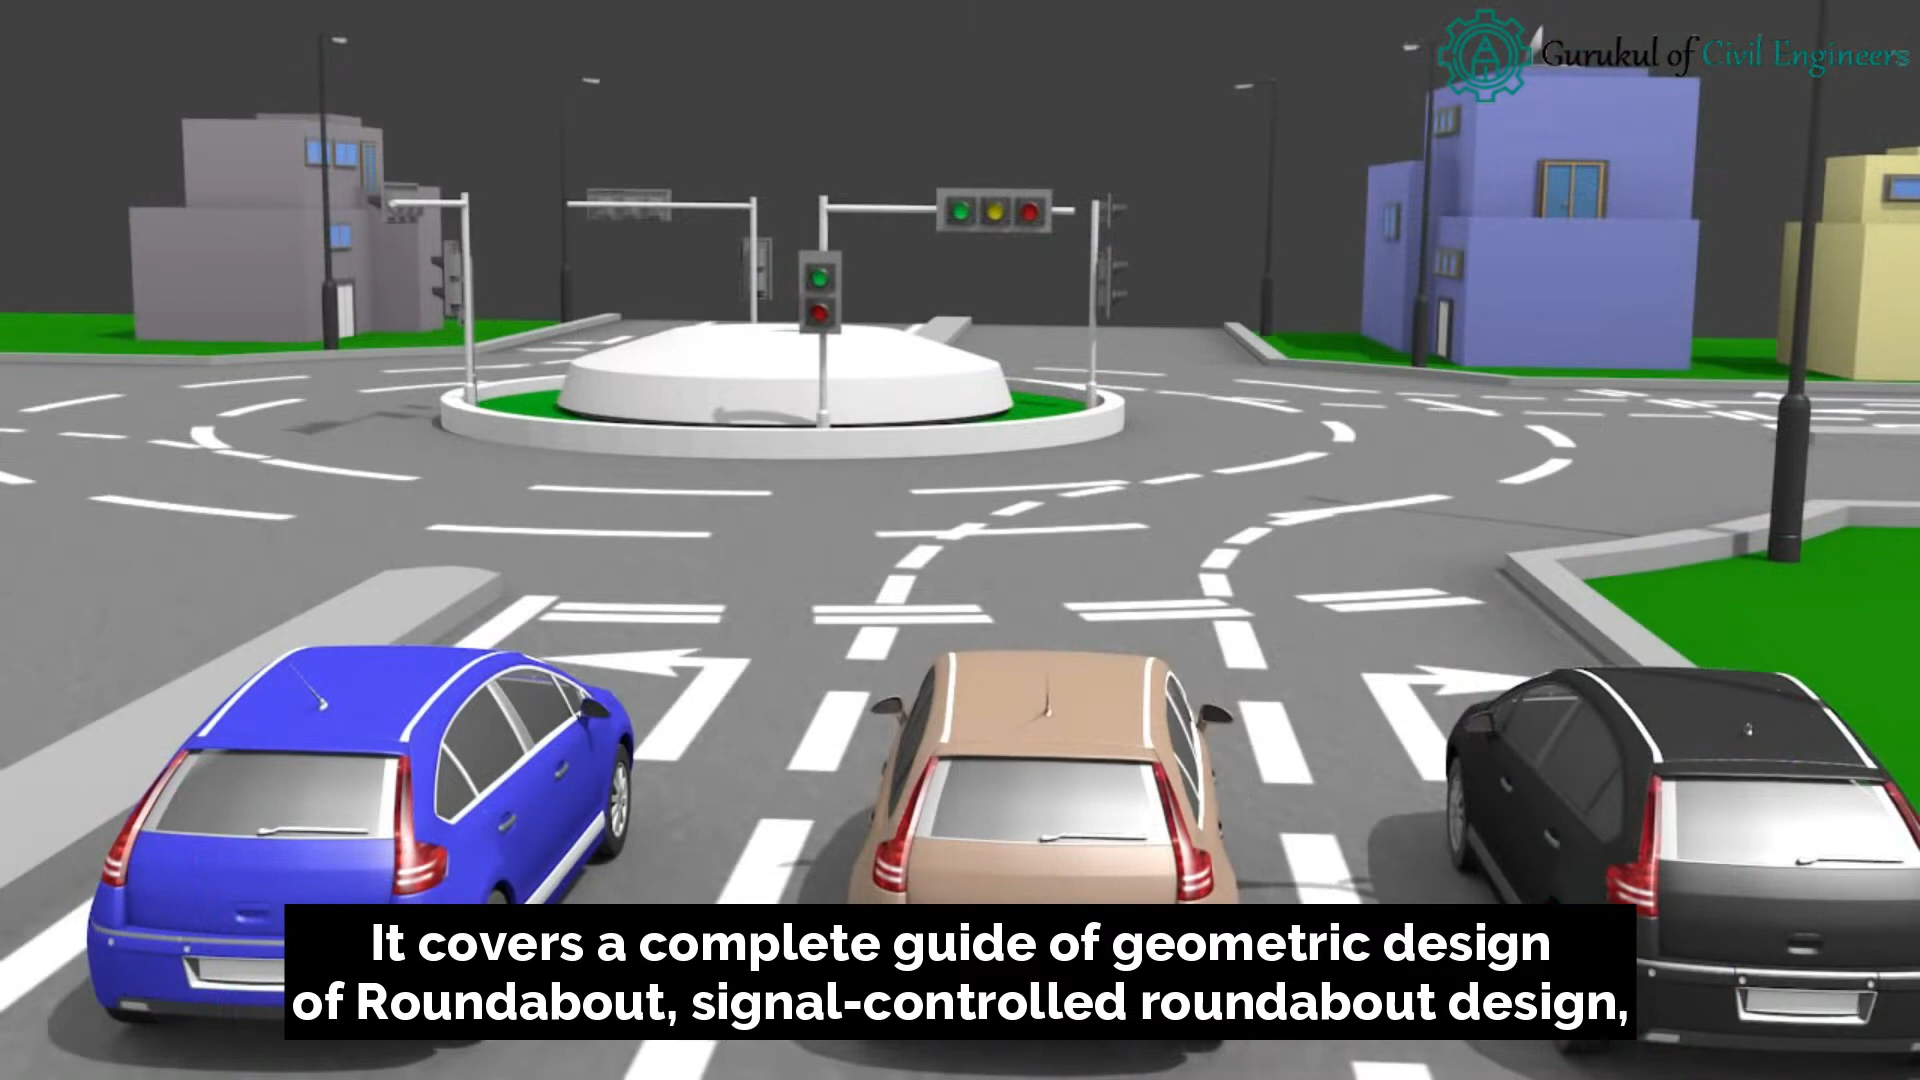 Gurukul of Civil Engineers
It covers a complete guide of geometric design
of Roundabout, signal-controlled roundabout design,